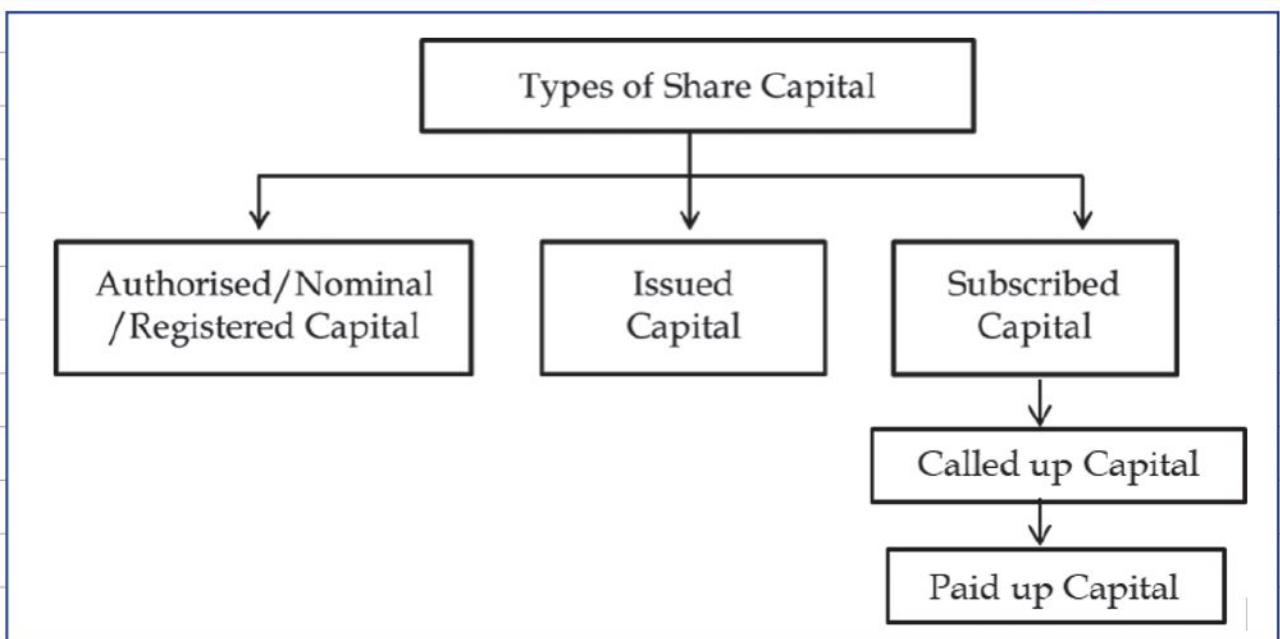 Types of Share Capital
Authorised/Nominal
/Registered Capital
Issued
Capital
Subscribed
Capital
Called up Capital
Paid up Capital